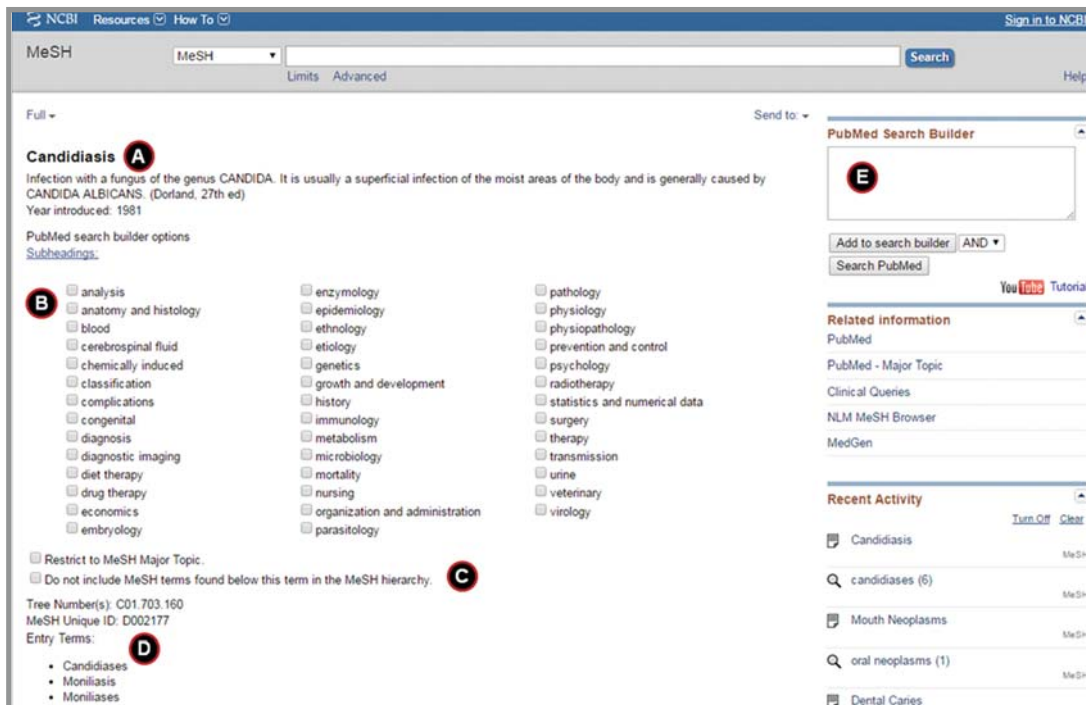 NCBI Resources How To Sign in to NCBI
MeSH MeSH Search
Limits Advanced Help
Full Send to:
Candidiasis A
Infection with a fungus of the genus CANDIDA. It is usually a superficial infection of the moist areas of the body and is generally caused by
CANDIDA ALBICANS. (Dorland, 27th ed)
Year introduced: 1981
PubMed search builder options
Subheadings:
B
analysis
anatomy and histology
blood
cerebrospinal fluid
chemically induced
classification
complications
congenital
diagnosis
diagnostic imaging
diet therapy
drug therapy
economics
embryology
enzymology
epidemiology
ethnology
etiology
genetics
growth and development
history
immunology
metabolism
microbiology
mortality
nursing
organization and administration
parasitology
pathology
physiology
physiopathology
prevention and control
psychology
radiotherapy
statistics and numerical data
surgery
therapy
transmission
urine
veterinary
virology
Restrict to MeSH Major Topic.
Do not include MeSH terms found below this term in the MeSH hierarchy. C
Tree Number(s): C01.703.160
MeSH Unique ID: D002177
Entry Terms:
D
Candidiases
Moniliasis
Moniliases
PubMed Search Builder
E
Add to search builder AND
Search PubMed
YouTube Tutorial
Related information
PubMed
PubMed - Major Topic
Clinical Queries
NLM MeSH Browser
MedGen
Recent Activity
Turn Off Clear
Candidiasis
MeSH
candidiases (6)
MeSH
Mouth Neoplasms
MeSH
oral neoplasms (1)
MeSH
Dental Caries